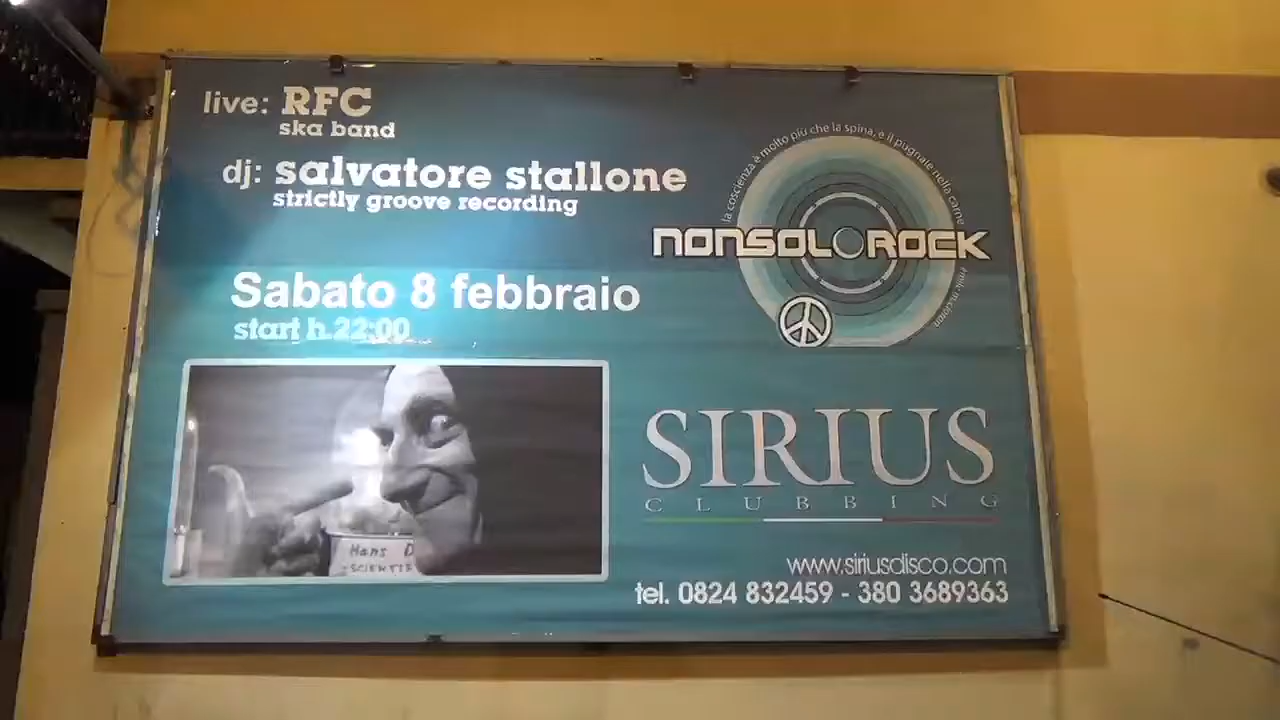 live: RFC
ska band
dj: salvatore stallone
strictly groove recording
Sabato 8 febbraio
start h.22:00
la coscienza è molto più che la spina, è il pugnale nella carne
NONSOLOROCK
Hans D
SCIENTIS
SIRIUS
CLUBBING
www.siriusdisco.com
tel. 0824 832459 - 380 3689363